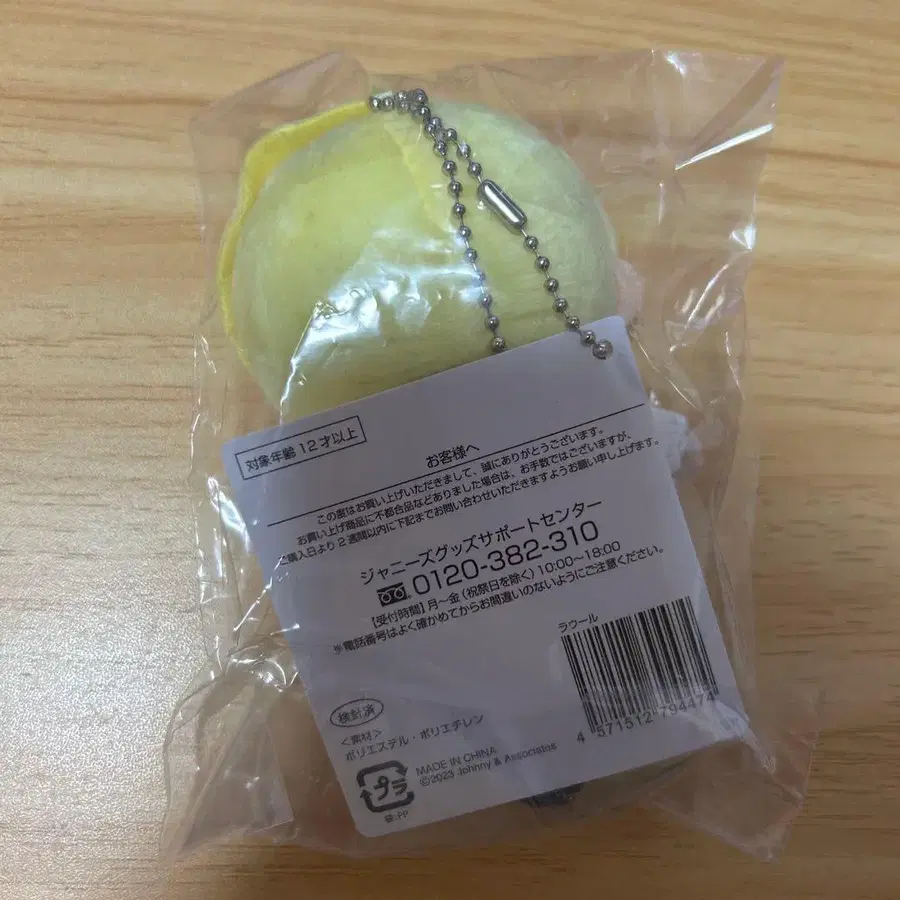 対象年齢12才以上
お客様へ
この度はお買い上げいただきまして、誠にありがとうございます。
お買い上げ商品に不都合品などありました場合は、お手数ではございますが、
ご購入日より2週間以内に下記までお問い合わせいただきますようお願い申し上げます。
ジャニーズグッズサポートセンター
0120-382-310
【受付時間】月〜金(祝祭日を除く)10:00〜18:00
※電話番号はよく確かめてからお間違いのないようにご注意ください。
ラウール
4 571512 794474
検針済
<素材>
ポリエステル・ポリエチレン
プラ
袋:PP
MADE IN CHINA
©2023 Johnny & Associates